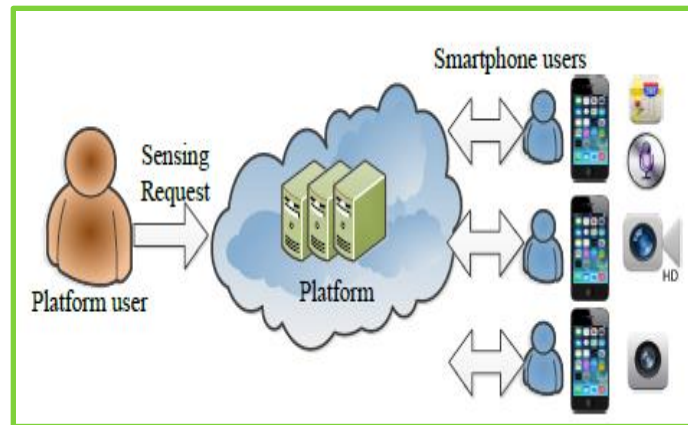 Smartphone users
Sensing
Request
Platform
Platform user
HD